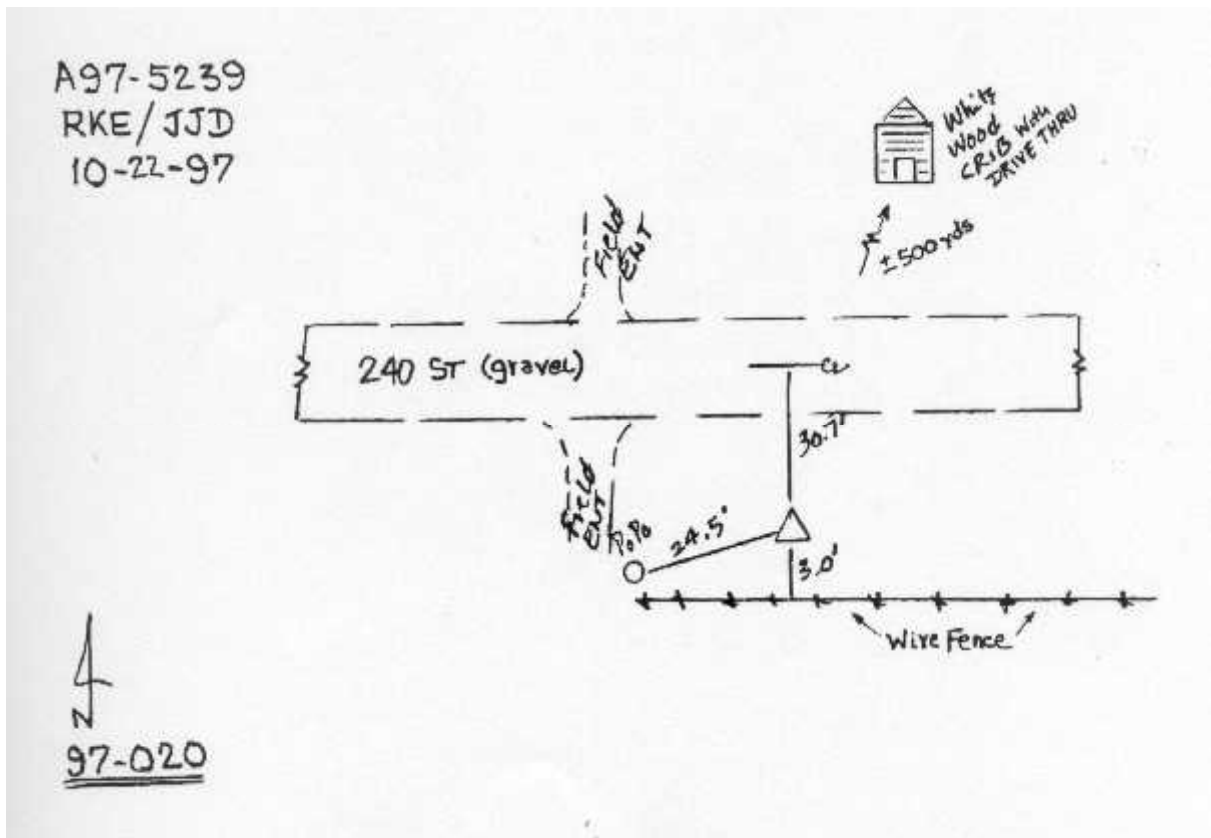 A97-5239
RKE/JJD
10-22-97
White
Wood
CRIB with
DRIVE THRU
±500 yds
Field
ENT
240 ST (gravel)
CL
30.7'
Field
ENT
P.P.
24.5'
3.0'
Wire Fence
N
97-020